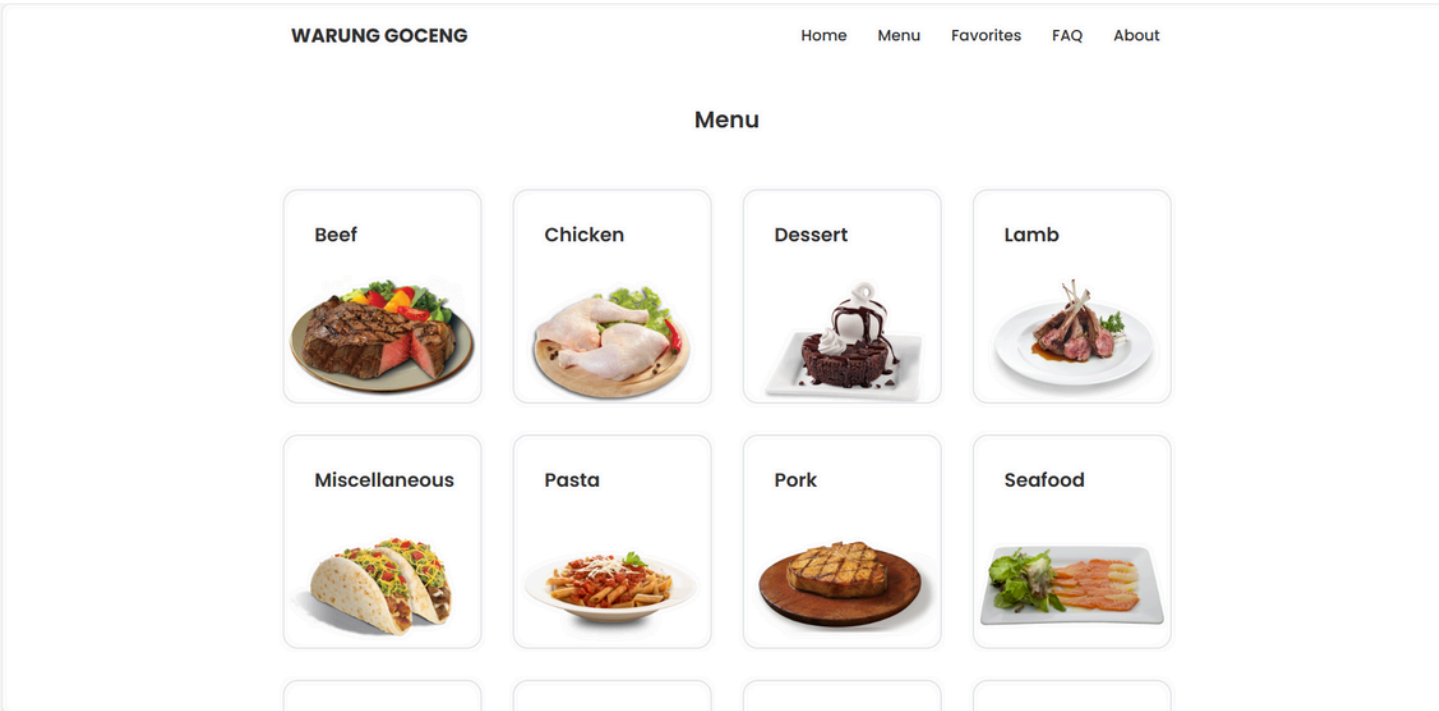 WARUNG GOCENG
Home Menu Favorites FAQ About
Menu
Beef Chicken Dessert Lamb
Miscellaneous Pasta Pork Seafood